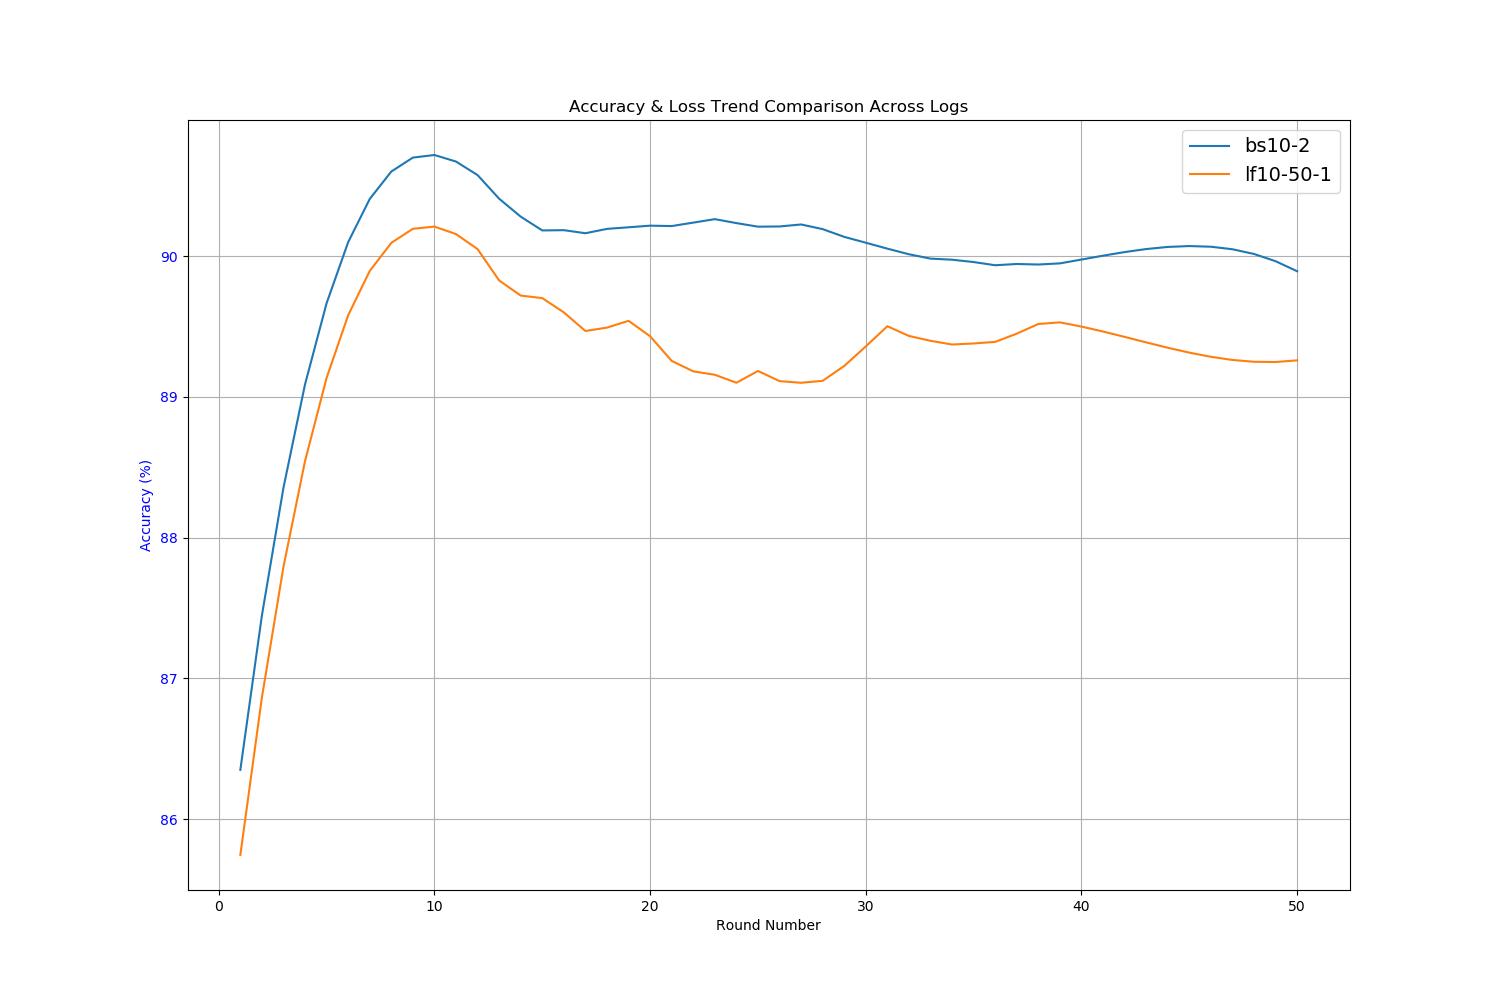 Accuracy & Loss Trend Comparison Across Logs
bs10-2
lf10-50-1
90
89
88
87
86
Accuracy (%)
0 10 20 30 40 50
Round Number